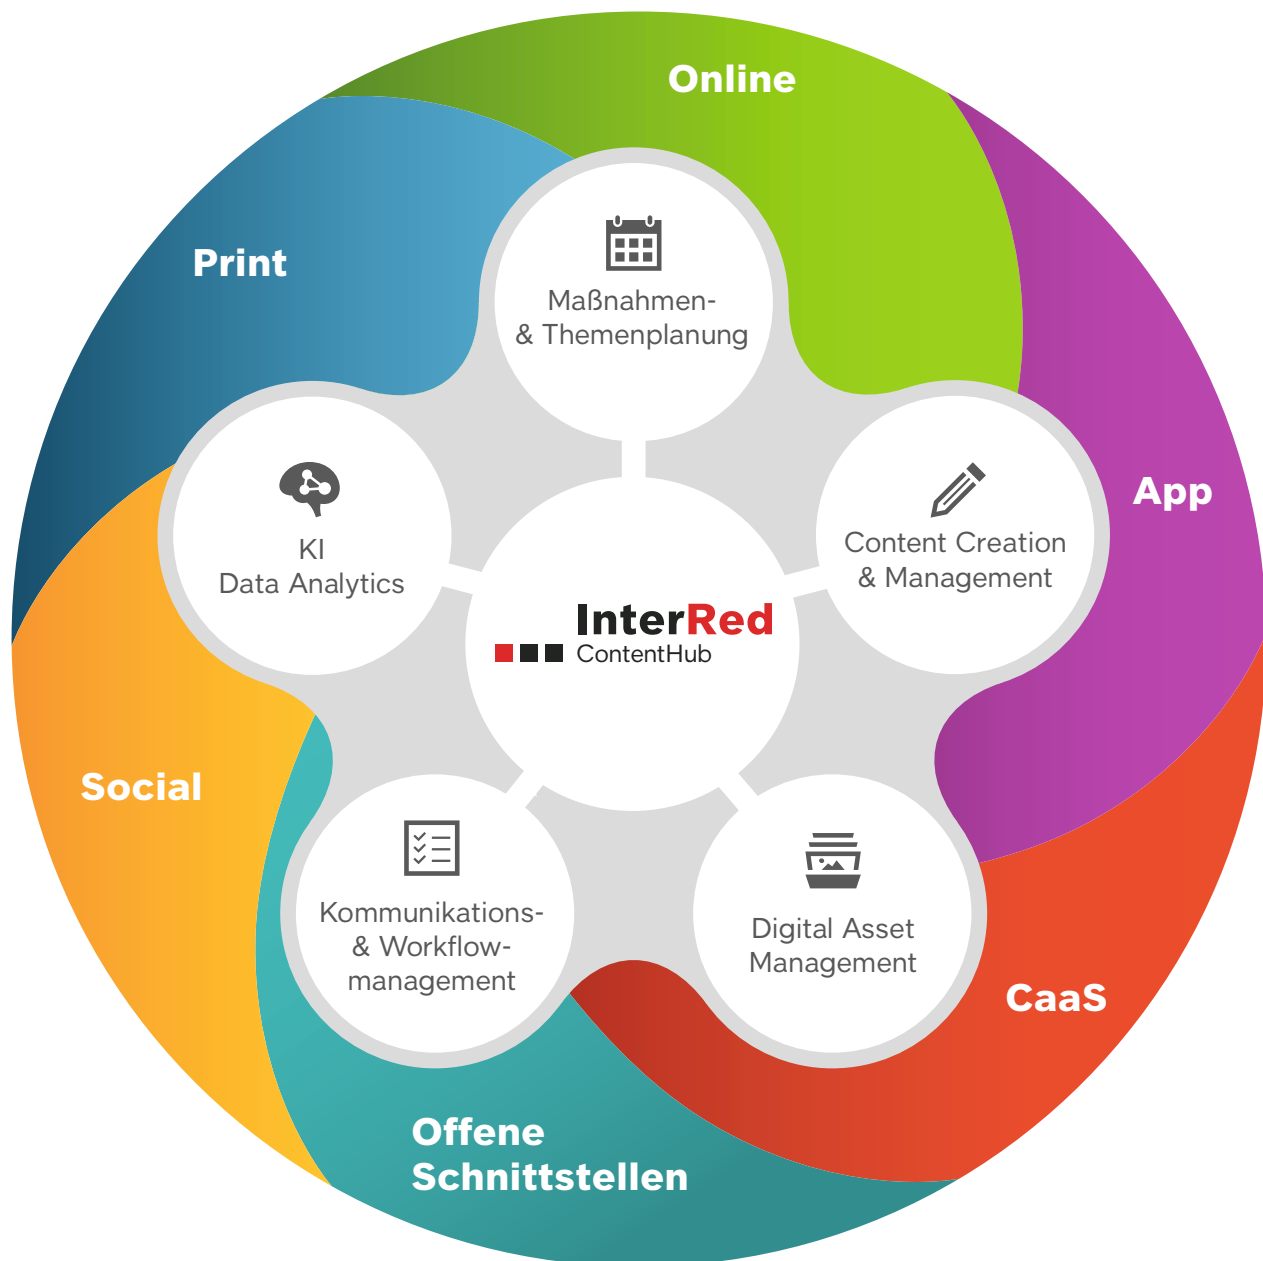 Online
Print
Maßnahmen-
& Themenplanung
App
KI
Data Analytics
Content Creation
& Management
InterRed
ContentHub
Social
Kommunikations-
& Workflow-
management
Digital Asset
Management
CaaS
Offene
Schnittstellen